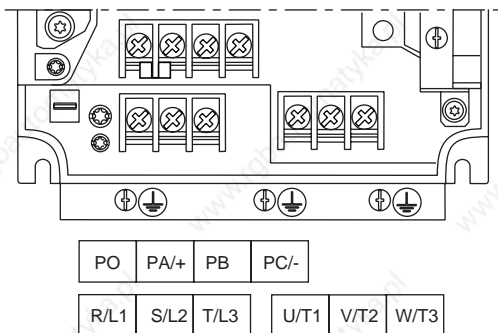 PO PA/+ PB PC/-
R/L1 S/L2 T/L3 U/T1 V/T2 W/T3